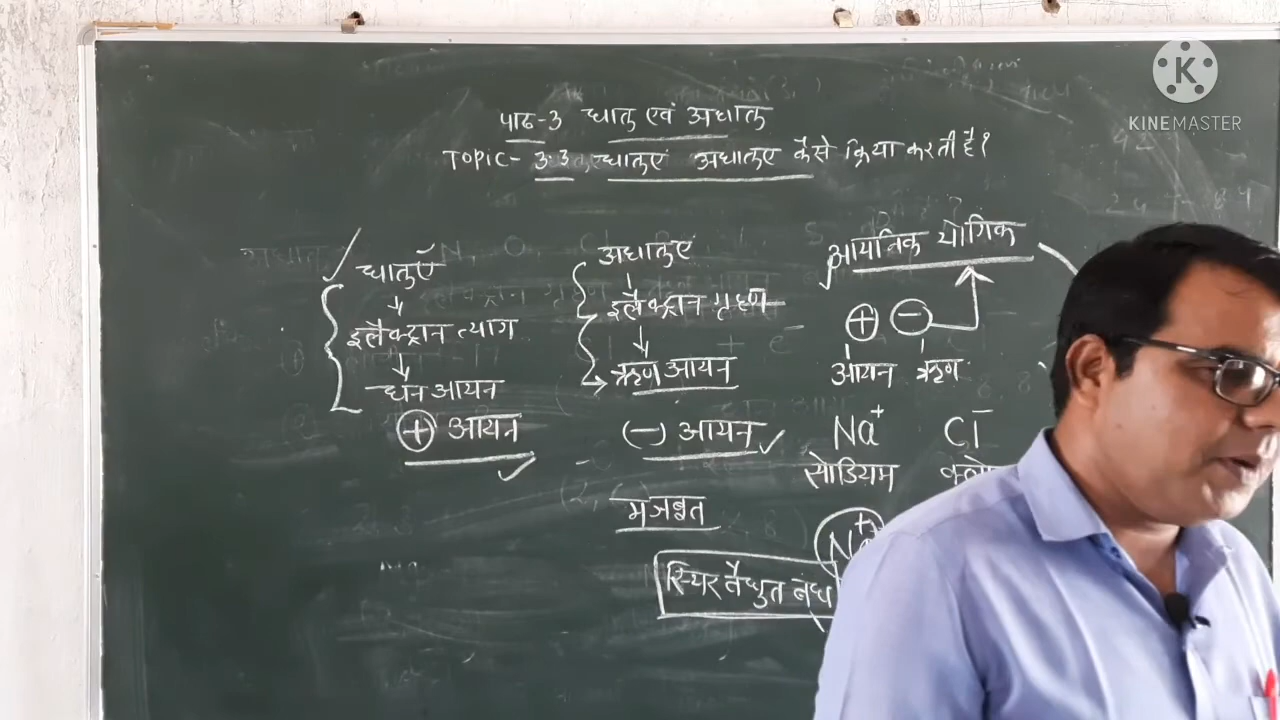 पाठ-3 धातु एवं अधातु
TOPIC- 3.3 धातुएं अधातुए कैसे क्रिया करती है?
धातुएँ
↓
इलैक्ट्रान त्याग
↓
धन आयन
(+) आयन ✓
अधातुए
↓
इलैक्ट्रान गृहण
↓
ऋण आयन
(-) आयन ✓
मजबूत
स्थिर वैधुत बंध
आयनिक यौगिक
(+) (-)
आयन ऋण
Na⁺ Cl⁻
सोडियम
KINEMASTER